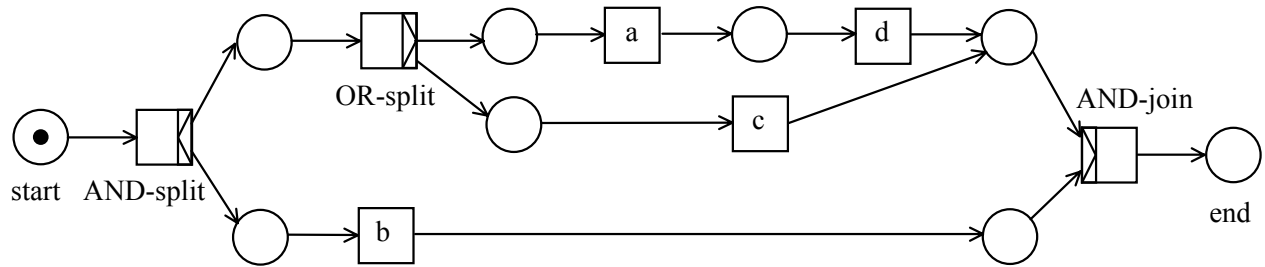 a
d
OR-split
AND-join
c
start
AND-split
b
end